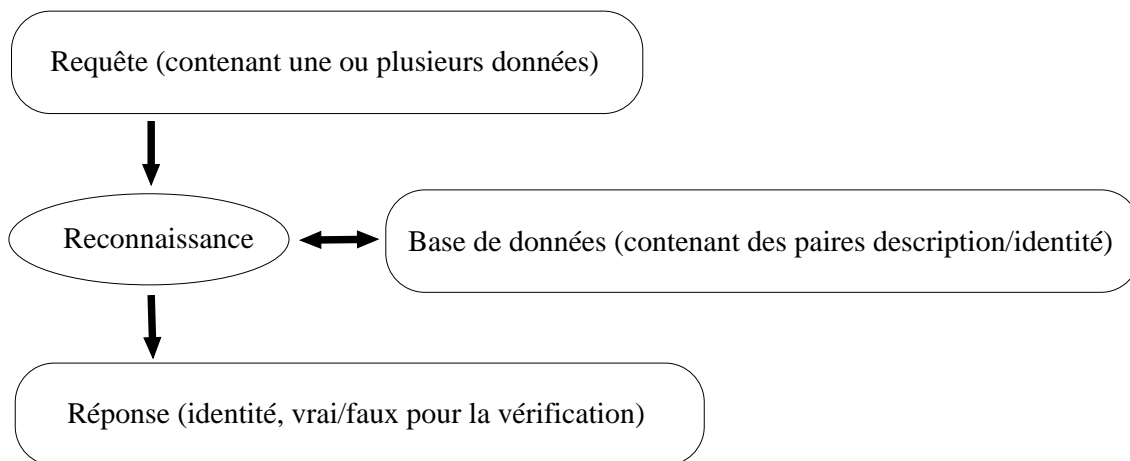 Requête (contenant une ou plusieurs données)
Reconnaissance
Base de données (contenant des paires description/identité)
Réponse (identité, vrai/faux pour la vérification)